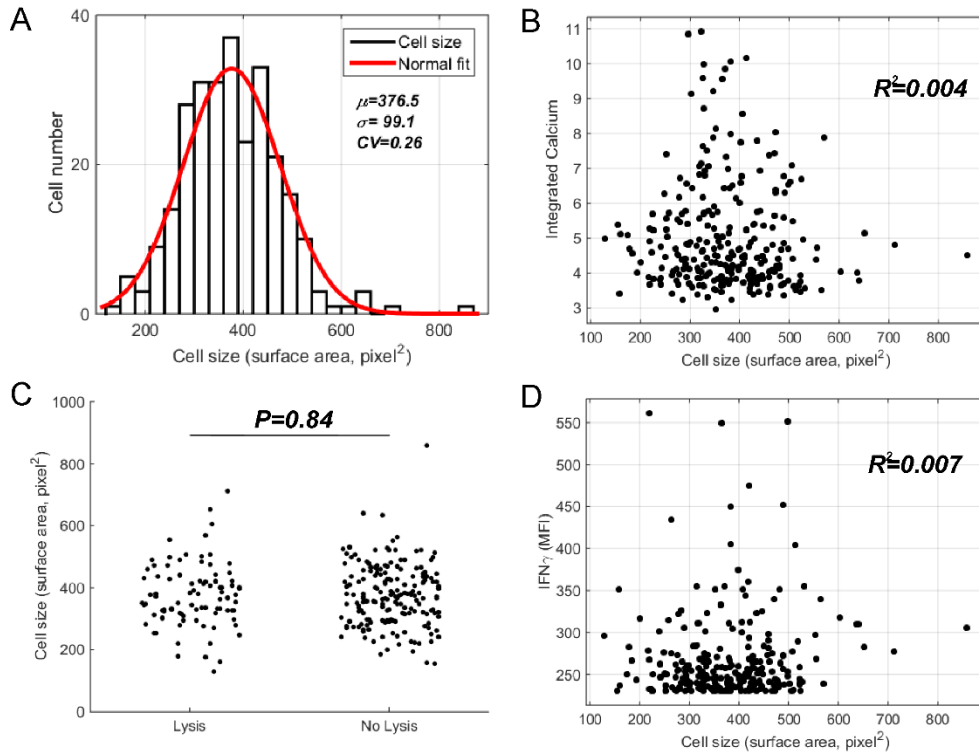 A
40
20
0
200
400
600
800
Cell number
Cell size (surface area, pixel²)
Cell size
Normal fit
μ=376.5
σ= 99.1
CV=0.26
B
11
10
9
8
7
6
5
4
3
100
200
300
400
500
600
700
800
Integrated Calcium
Cell size (surface area, pixel²)
R²=0.004
C
1000
800
600
400
200
0
Cell size (surface area, pixel²)
P=0.84
Lysis
No Lysis
D
550
500
450
400
350
300
250
100
200
300
400
500
600
700
800
IFNγ (MFI)
Cell size (surface area, pixel²)
R²=0.007